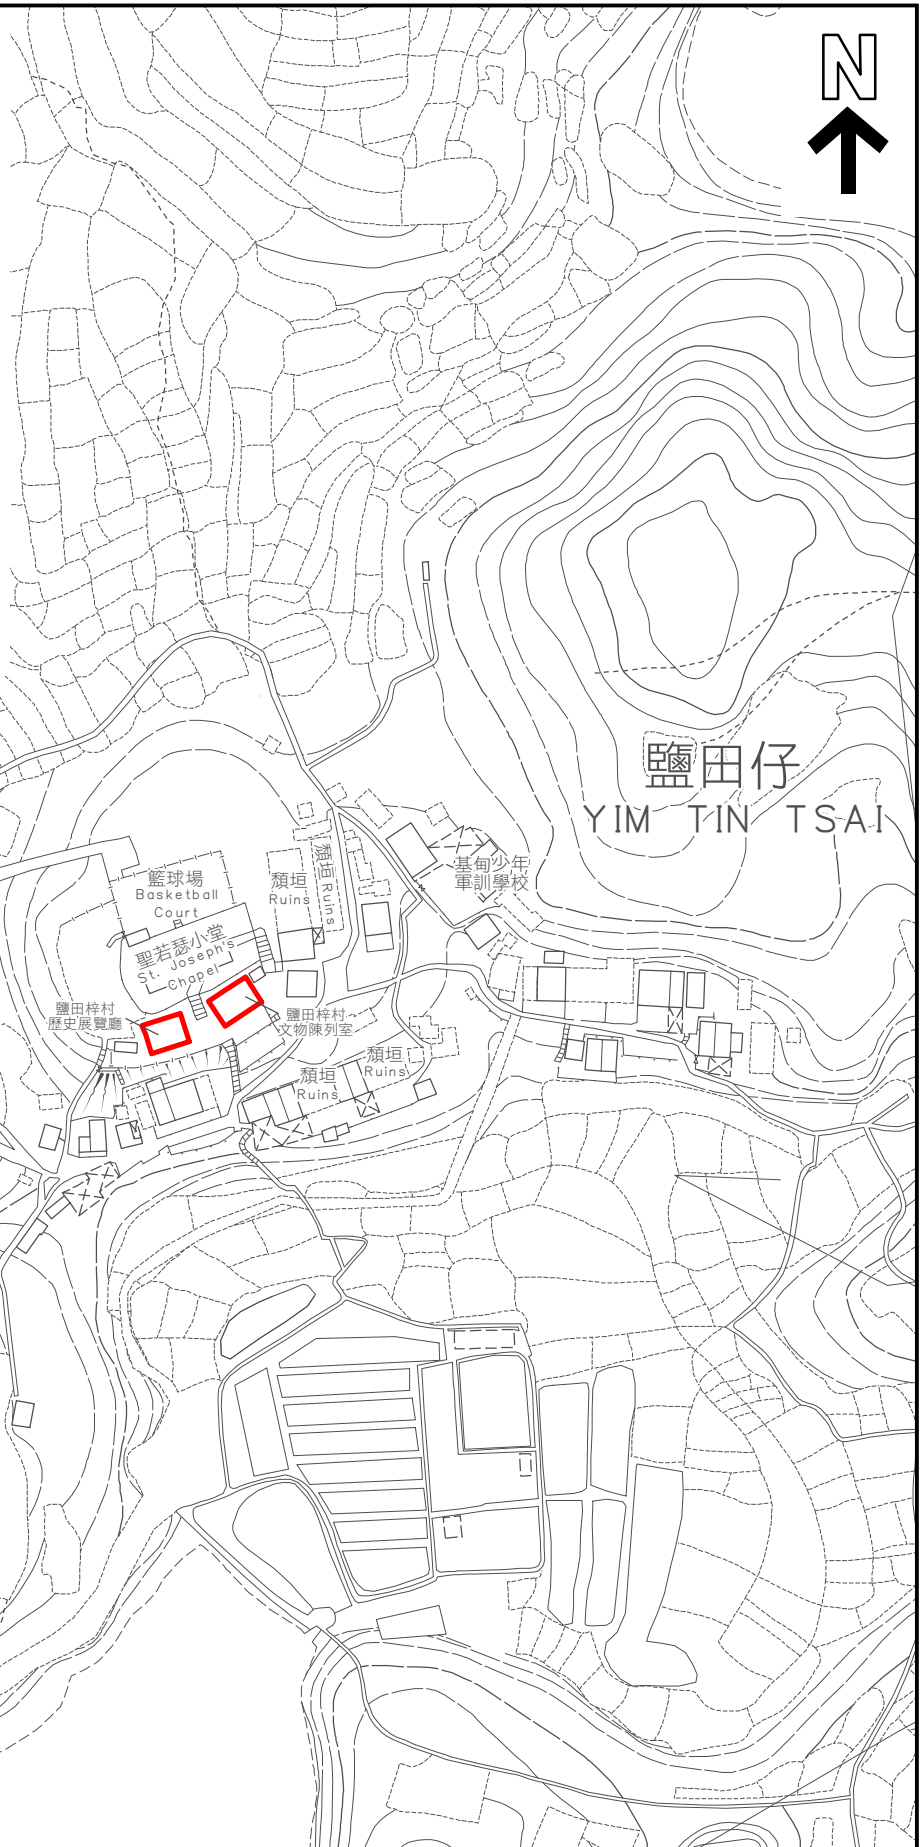 N
鹽田仔
YIM TIN TSAI
基甸少年
軍訓學校
籃球場
Basketball
Court
頹垣
Ruins
頹垣 Ruins
聖若瑟小堂
St. Joseph's
Chapel
鹽田梓村
歷史展覽廳
鹽田梓村
文物陳列室
頹垣
Ruins
頹垣
Ruins